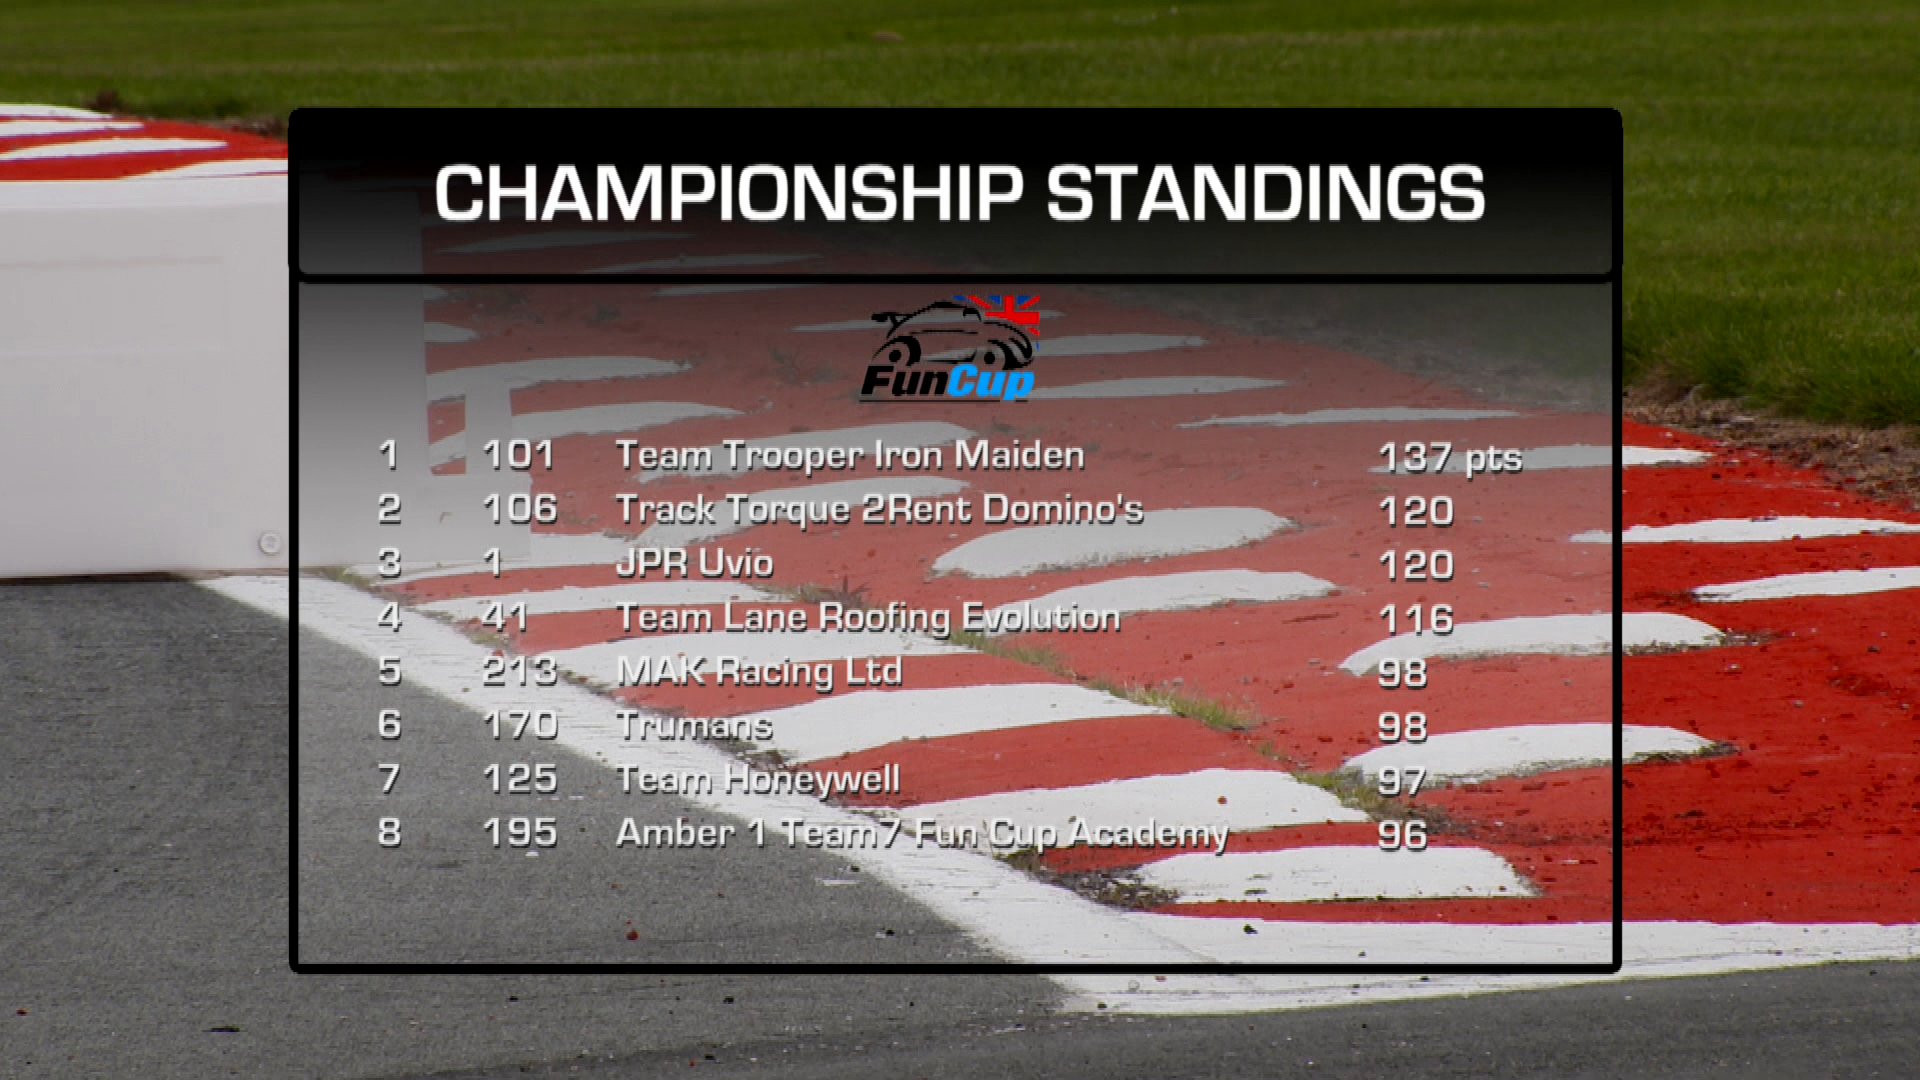 CHAMPIONSHIP STANDINGS
FunCup
1 101 Team Trooper Iron Maiden 137 pts
2 106 Track Torque 2Rent Domino's 120
3 1 JPR Uvio 120
4 41 Team Lane Roofing Evolution 116
5 213 MAK Racing Ltd 98
6 170 Trumans 98
7 125 Team Honeywell 97
8 195 Amber 1 Team7 Fun Cup Academy 96